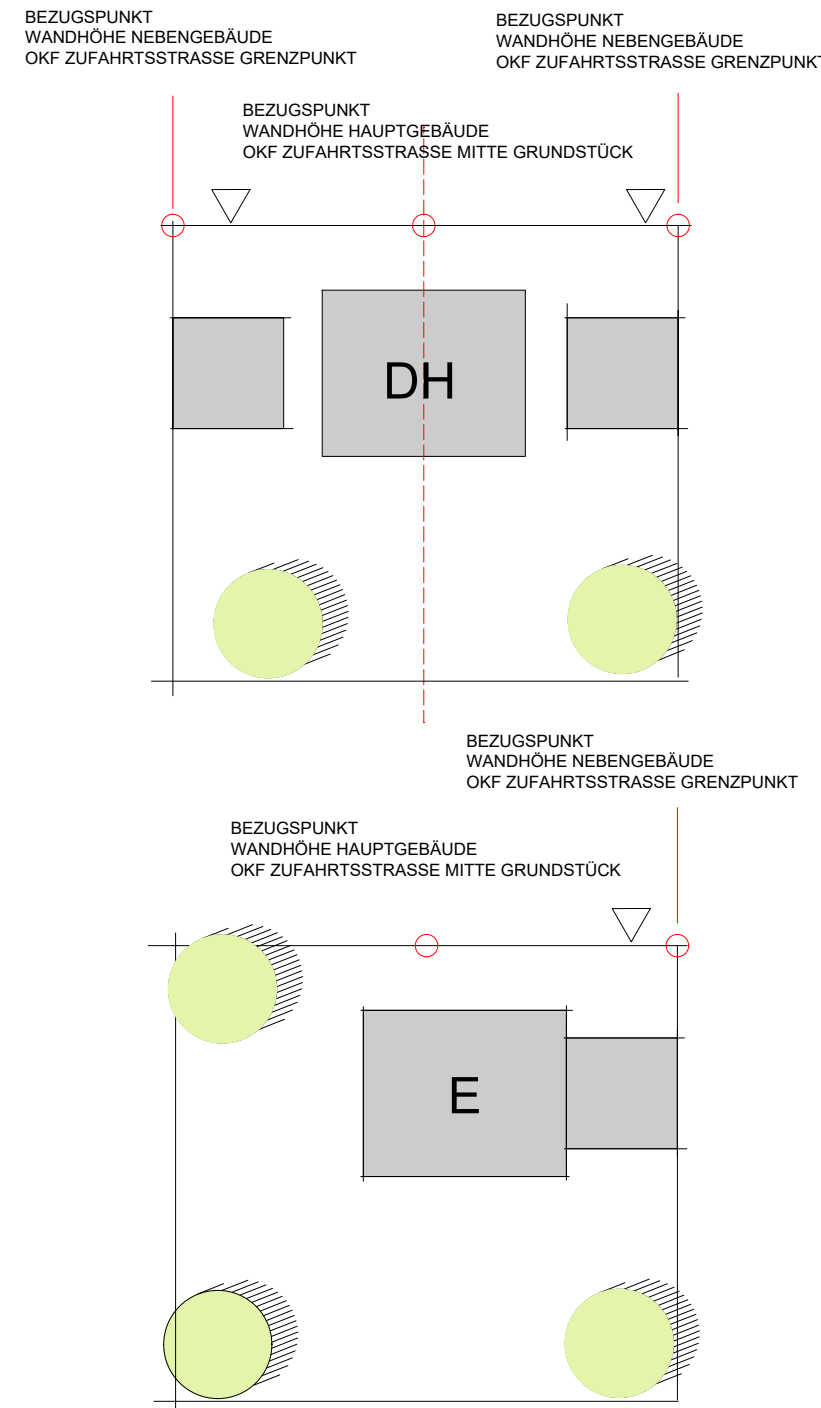 BEZUGSPUNKT
WANDHÖHE NEBENGEBÄUDE
OKF ZUFAHRTSSTRASSE GRENZPUNKT
BEZUGSPUNKT
WANDHÖHE NEBENGEBÄUDE
OKF ZUFAHRTSSTRASSE GRENZPUNKT
BEZUGSPUNKT
WANDHÖHE HAUPTGEBÄUDE
OKF ZUFAHRTSSTRASSE MITTE GRUNDSTÜCK
DH
BEZUGSPUNKT
WANDHÖHE NEBENGEBÄUDE
OKF ZUFAHRTSSTRASSE GRENZPUNKT
BEZUGSPUNKT
WANDHÖHE HAUPTGEBÄUDE
OKF ZUFAHRTSSTRASSE MITTE GRUNDSTÜCK
E